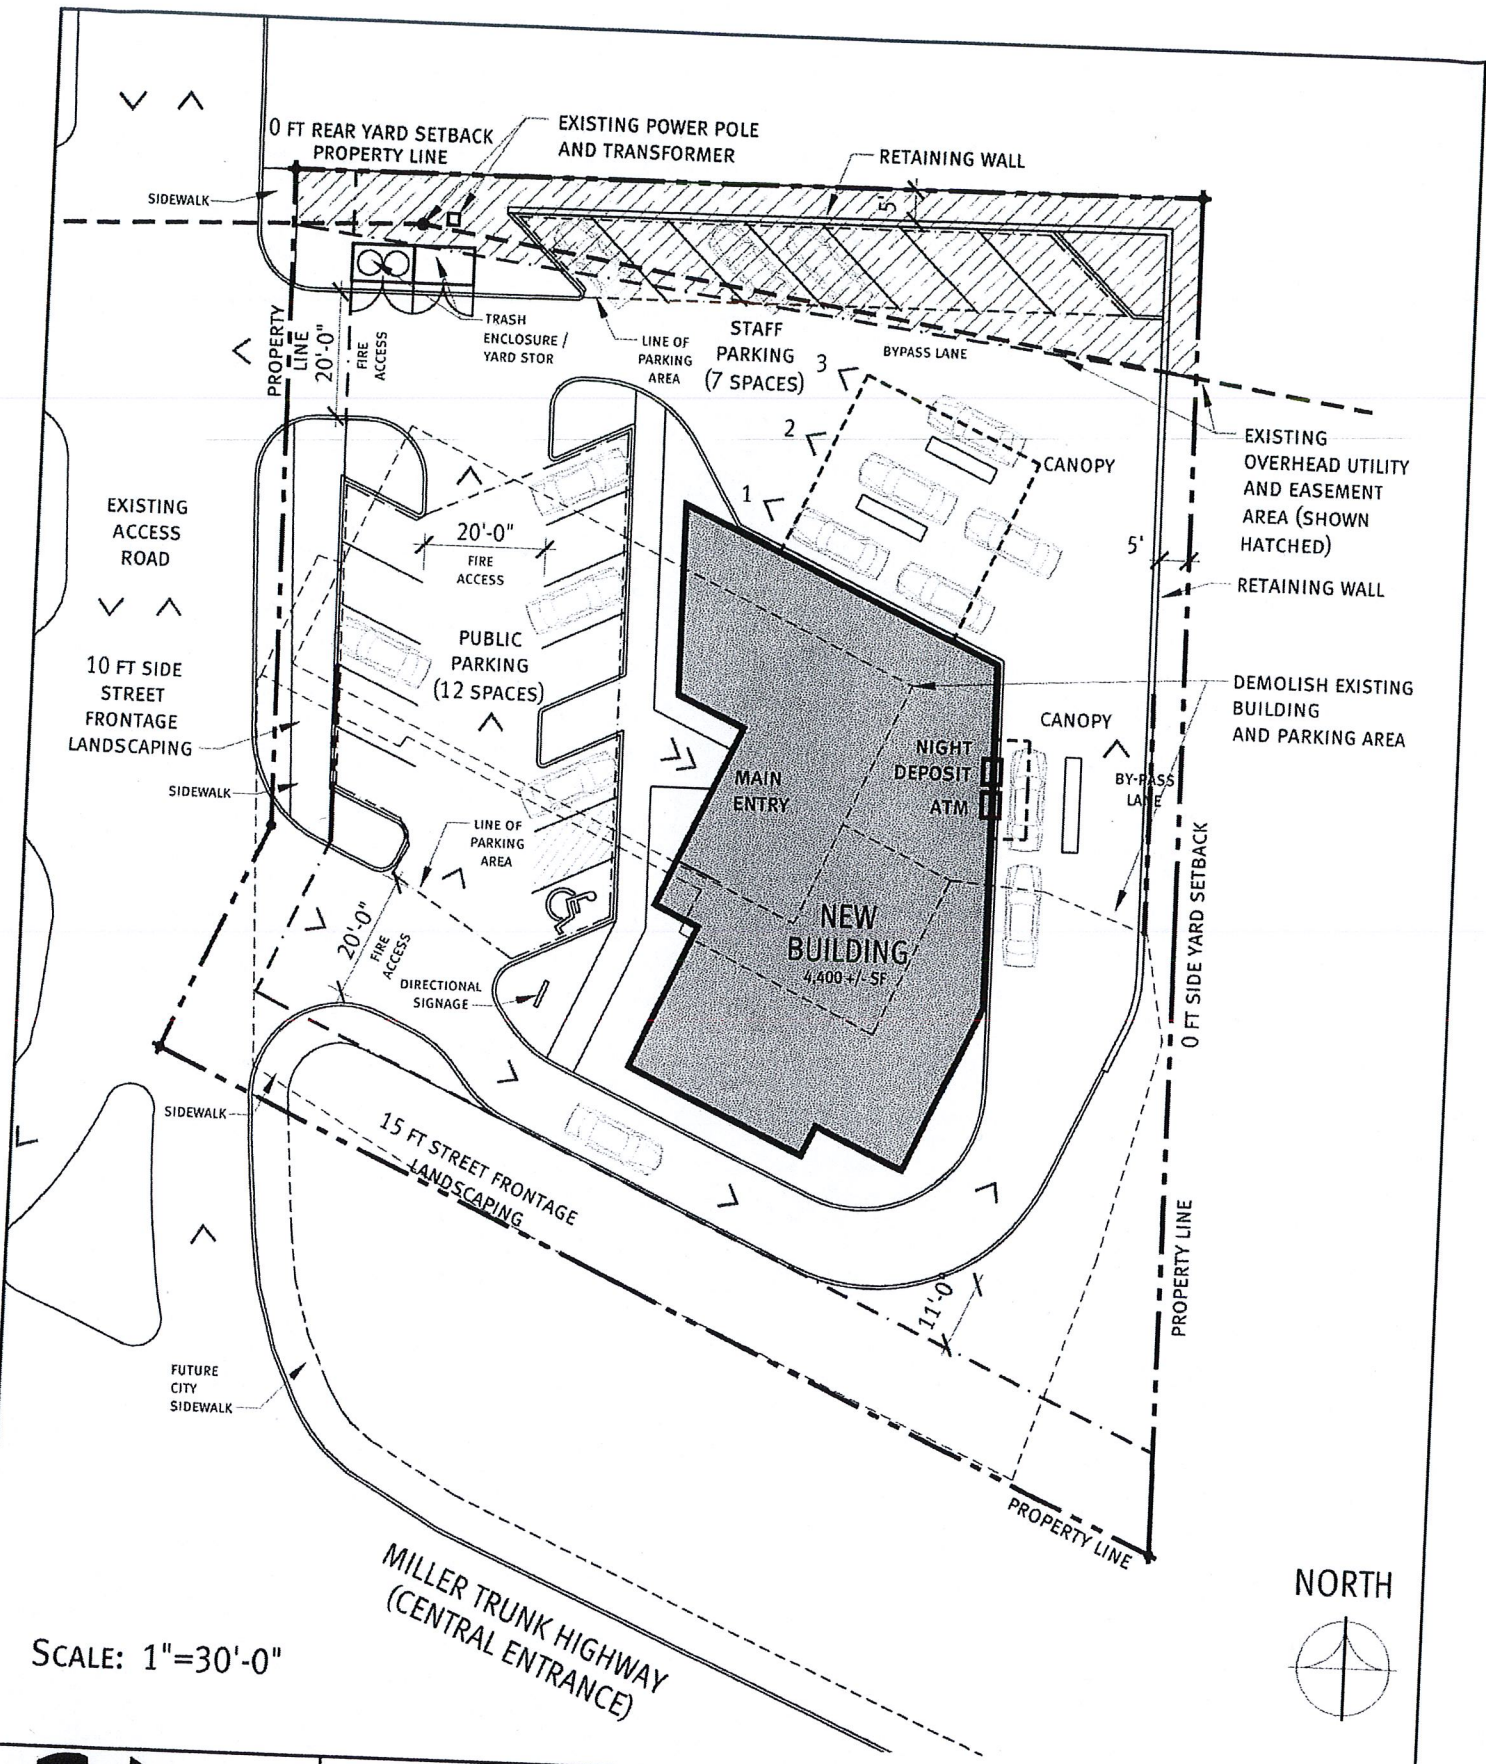 0 FT REAR YARD SETBACK
PROPERTY LINE
EXISTING POWER POLE
AND TRANSFORMER
RETAINING WALL
SIDEWALK
5'
PROPERTY
LINE
20'-0"
FIRE
ACCESS
TRASH
ENCLOSURE /
YARD STOR
LINE OF
PARKING
AREA
STAFF
PARKING
(7 SPACES)
BYPASS LANE
3
2
1
CANOPY
EXISTING
OVERHEAD UTILITY
AND EASEMENT
AREA (SHOWN
HATCHED)
5'
RETAINING WALL
EXISTING
ACCESS
ROAD
20'-0"
FIRE
ACCESS
PUBLIC
PARKING
(12 SPACES)
10 FT SIDE
STREET
FRONTAGE
LANDSCAPING
SIDEWALK
DEMOLISH EXISTING
BUILDING
AND PARKING AREA
CANOPY
NIGHT
DEPOSIT
ATM
BY-PASS
LANE
MAIN
ENTRY
LINE OF
PARKING
AREA
20'-0"
FIRE
ACCESS
NEW
BUILDING
4,400 +/- SF
DIRECTIONAL
SIGNAGE
0 FT SIDE YARD SETBACK
SIDEWALK
15 FT STREET FRONTAGE
LANDSCAPING
PROPERTY LINE
11'-0"
FUTURE
CITY
SIDEWALK
PROPERTY LINE
MILLER TRUNK HIGHWAY
(CENTRAL ENTRANCE)
NORTH
SCALE: 1"=30'-0"